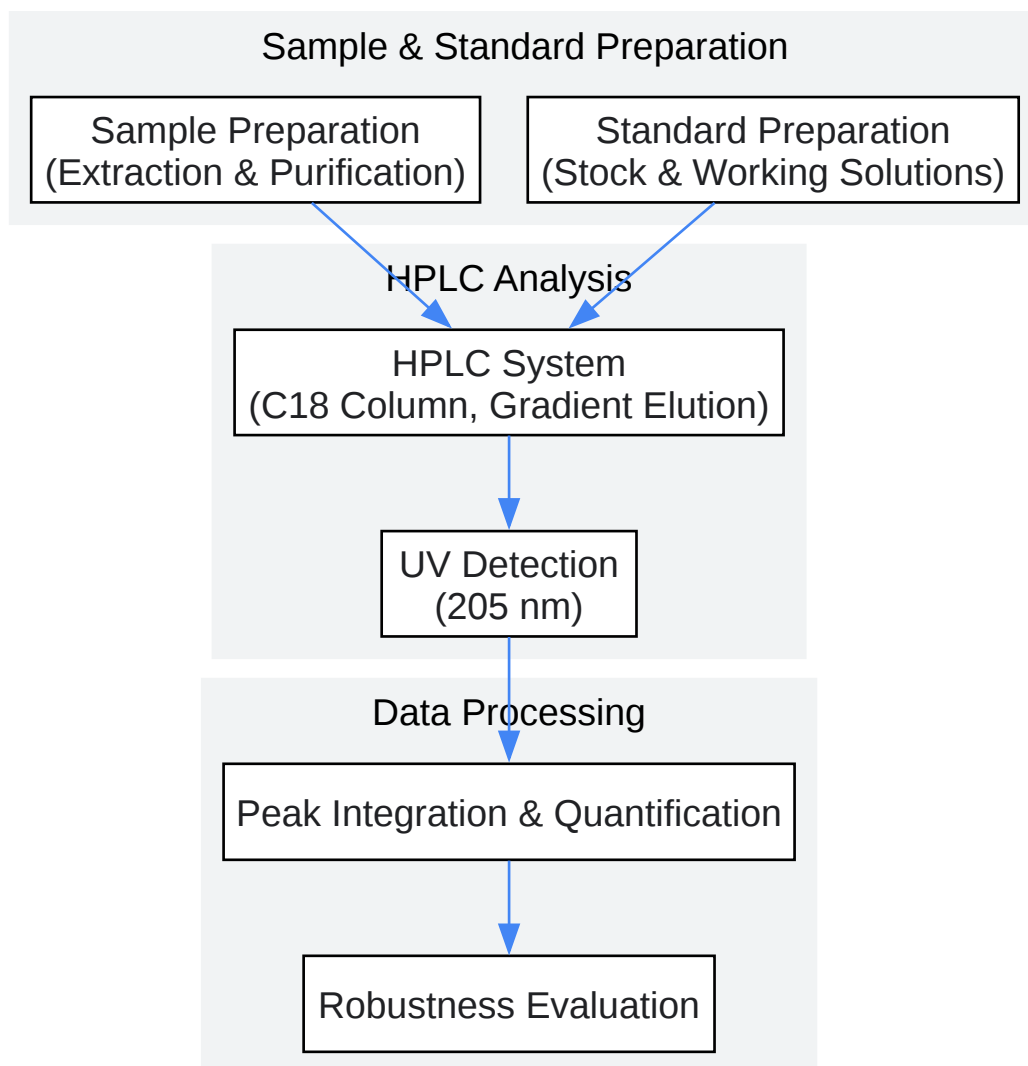 Sample & Standard Preparation
Sample Preparation
(Extraction & Purification)
Standard Preparation
(Stock & Working Solutions)
HPLC Analysis
HPLC System
(C18 Column, Gradient Elution)
UV Detection
(205 nm)
Data Processing
Peak Integration & Quantification
Robustness Evaluation